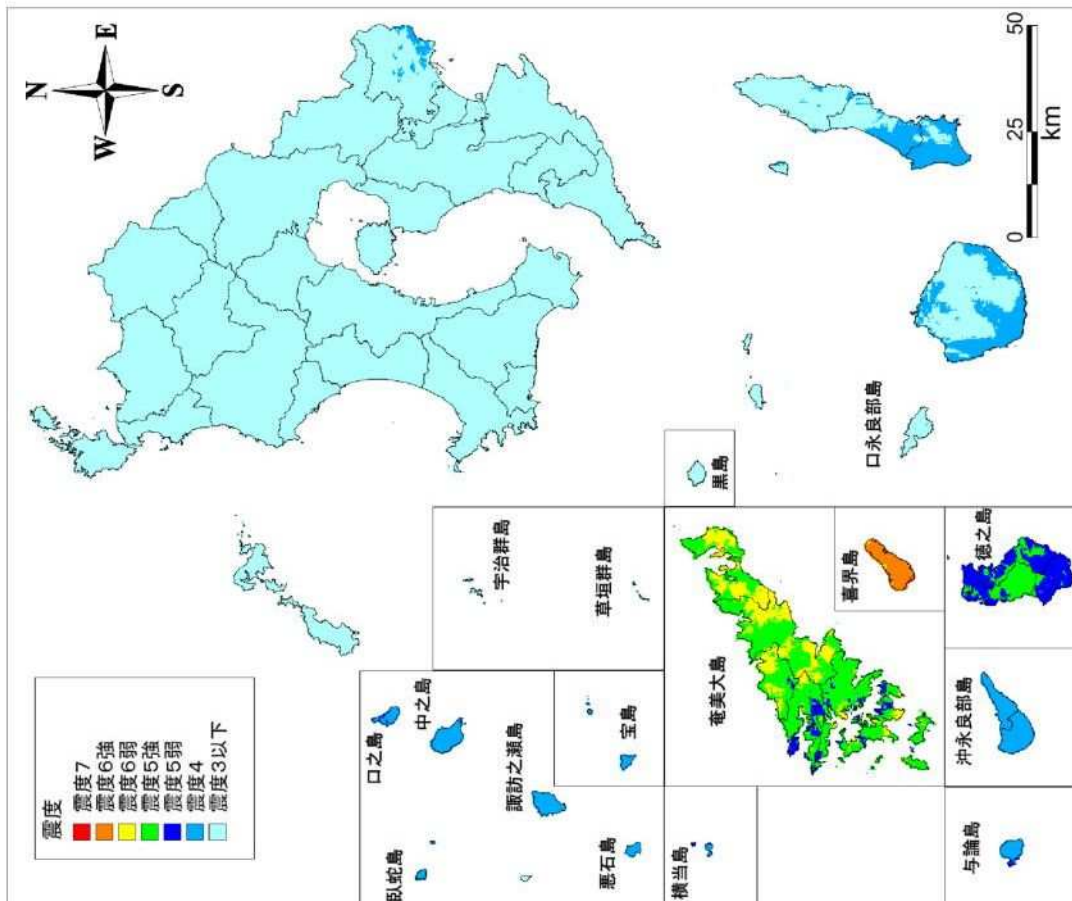 震度
震度7
震度6強
震度6弱
震度5強
震度5弱
震度4
震度3以下
N
W
E
S
臥蛇島
口之島
中之島
諏訪之瀬島
悪石島
宝島
宇治群島
草垣群島
黒島
口永良部島
横当島
奄美大島
喜界島
与論島
沖永良部島
徳之島
0
25
50
km